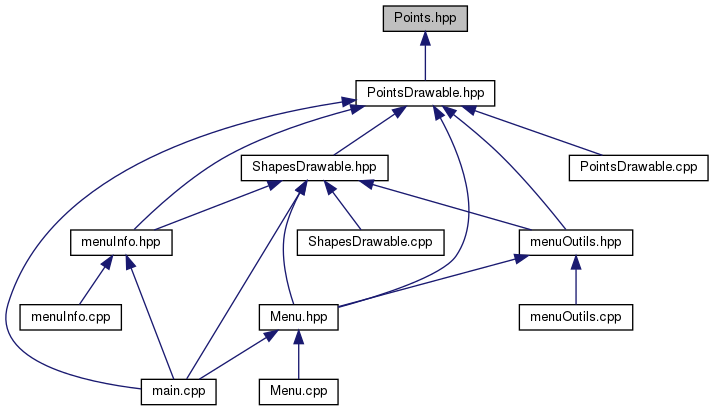 Points.hpp
PointsDrawable.hpp
ShapesDrawable.hpp
PointsDrawable.cpp
menuInfo.hpp
ShapesDrawable.cpp
menuOutils.hpp
menuInfo.cpp
Menu.hpp
menuOutils.cpp
main.cpp
Menu.cpp